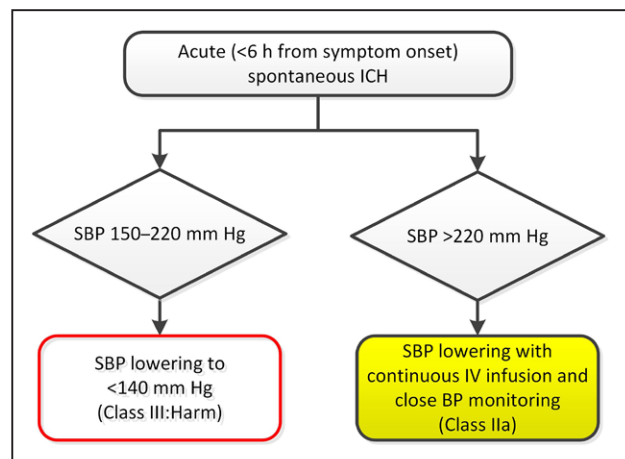 Acute (<6 h from symptom onset)
spontaneous ICH
SBP 150–220 mm Hg
SBP >220 mm Hg
SBP lowering to
<140 mm Hg
(Class III:Harm)
SBP lowering with
continuous IV infusion and
close BP monitoring
(Class IIa)